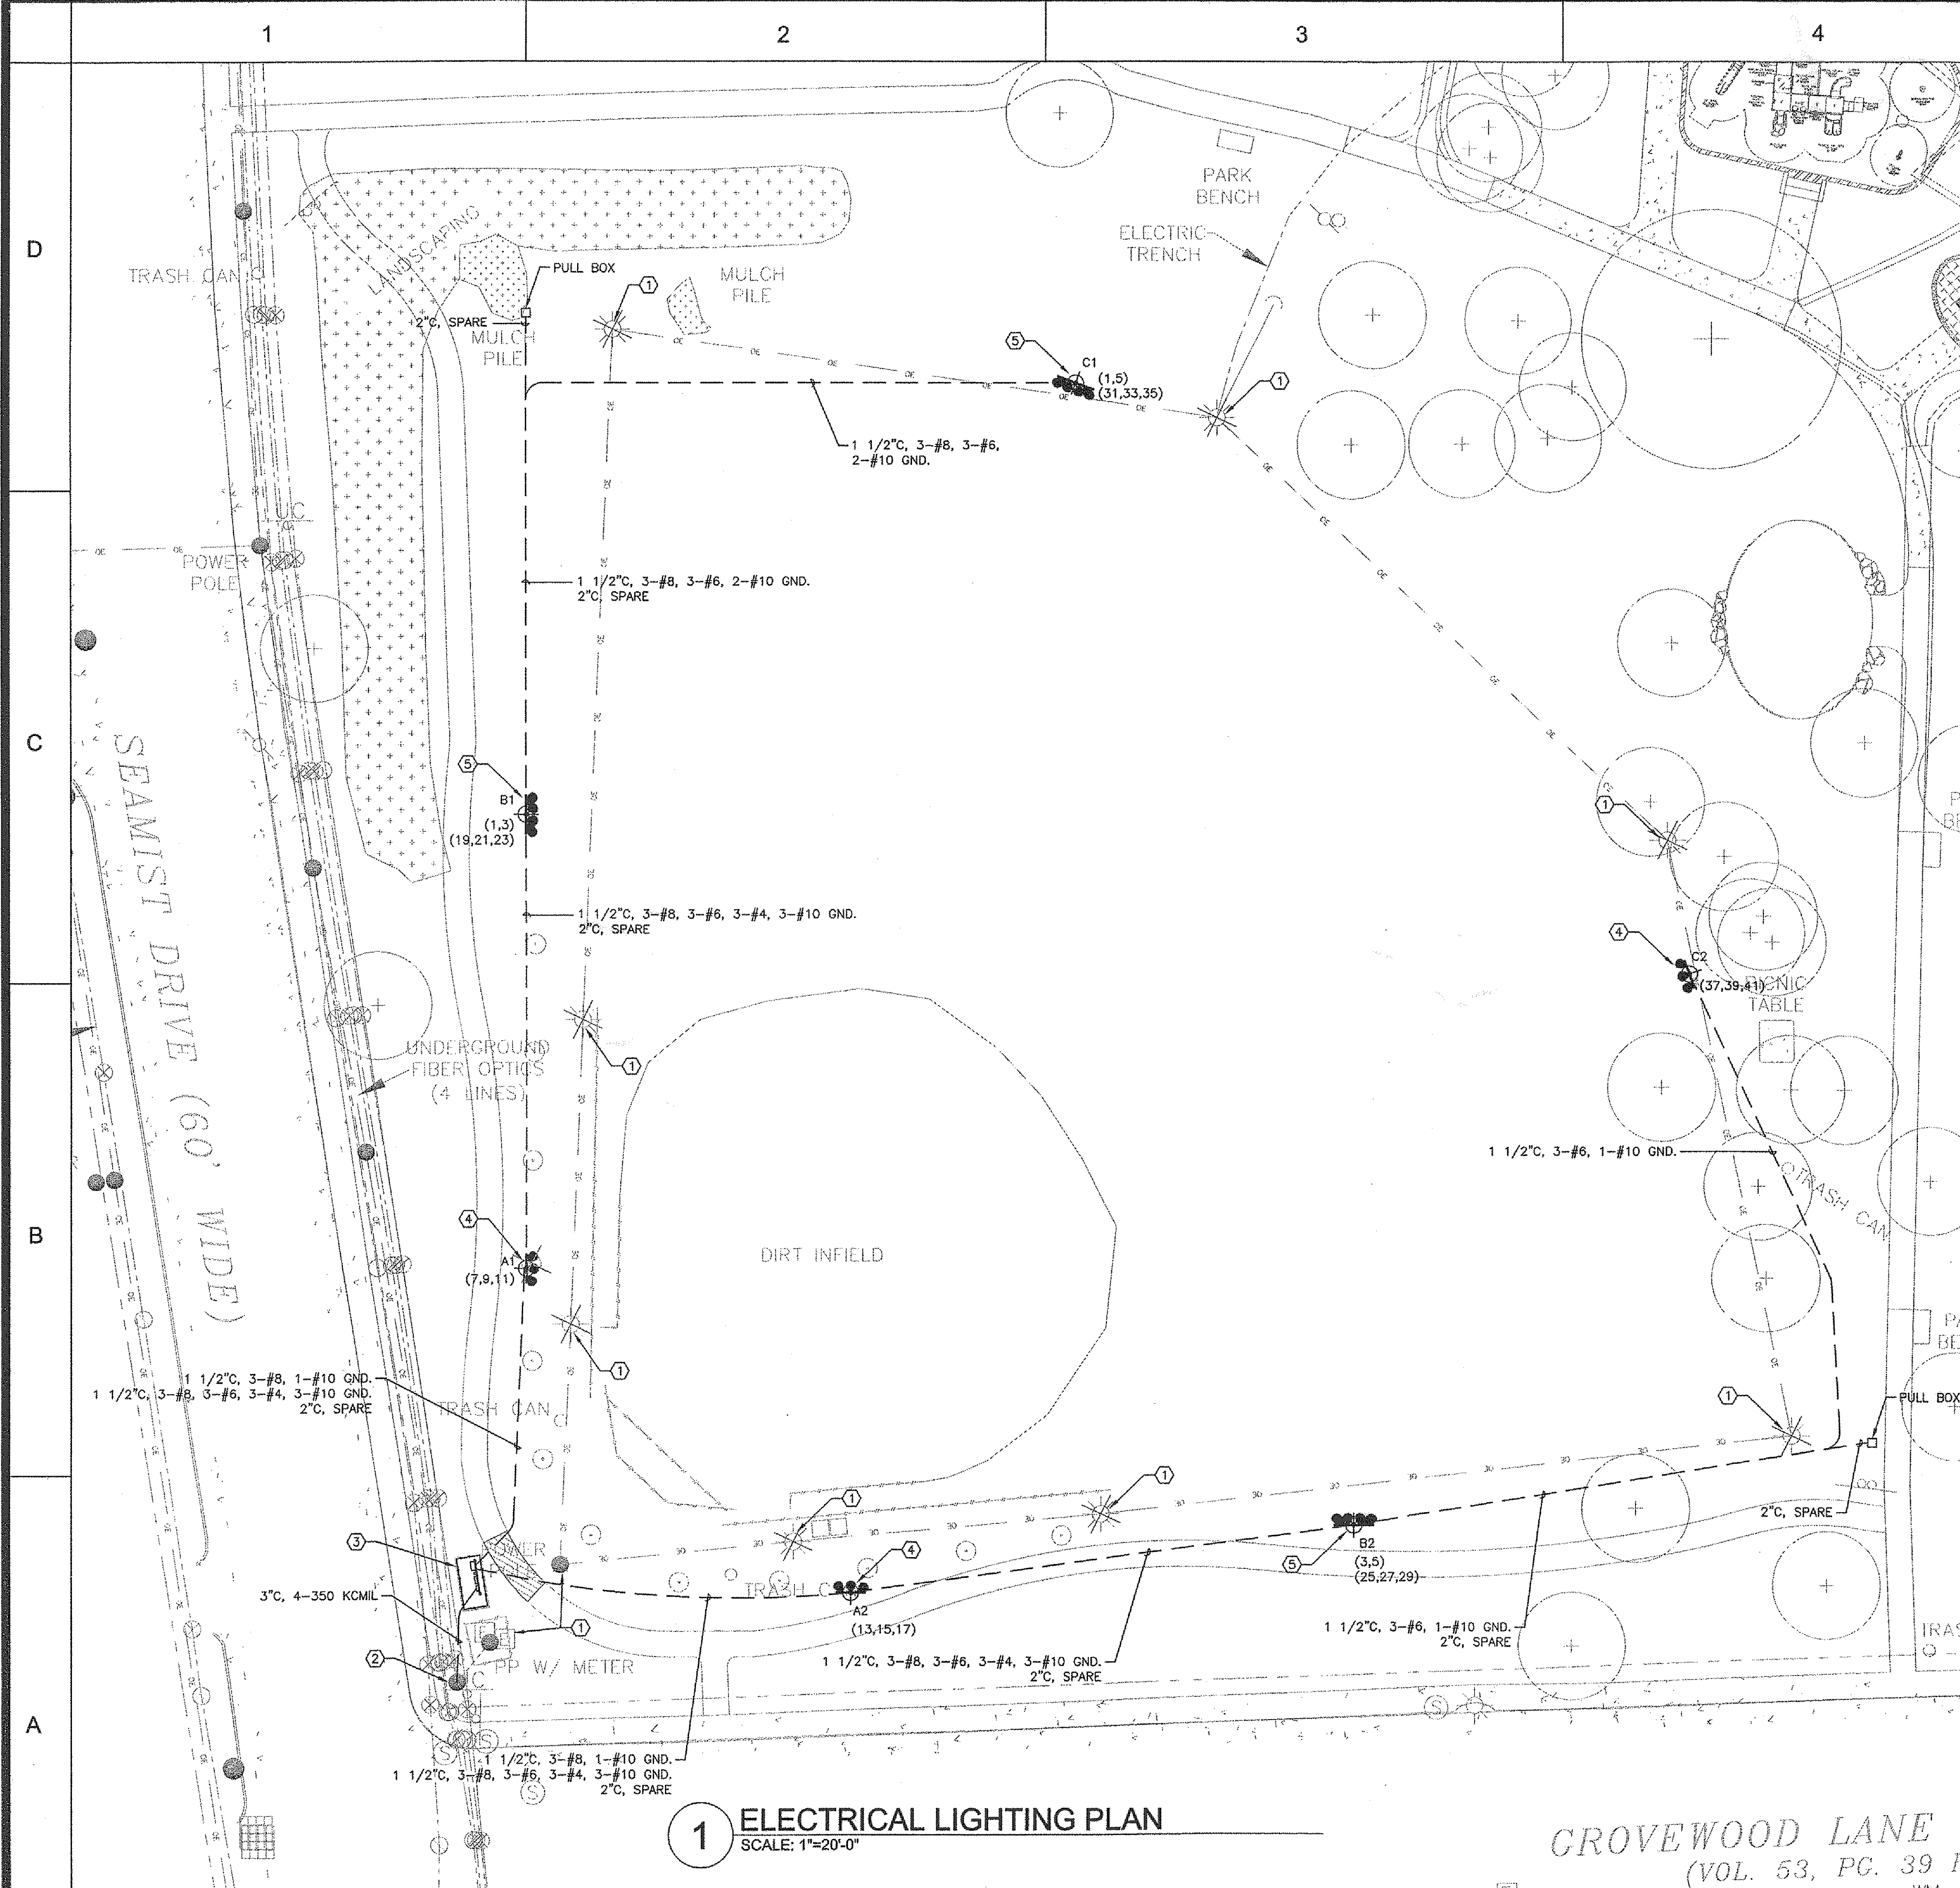 1
2
3
4
D
C
B
A
PARK
BENCH
ELECTRIC
TRENCH
LANDSCAPING
TRASH CAN
PULL BOX
MULCH
PILE
1
2"C, SPARE
MULCH
PILE
5
C1
(1,5)
(31,33,35)
1
1 1/2"C, 3-#8, 3-#6,
2-#10 GND.
UC
POWER
POLE
OE
1 1/2"C, 3-#8, 3-#6, 2-#10 GND.
2"C, SPARE
SEAMIST DRIVE (60' WIDE)
5
B1
(1,3)
(19,21,23)
1
1 1/2"C, 3-#8, 3-#6, 3-#4, 3-#10 GND.
2"C, SPARE
4
C2
(37,39,41)
PICNIC
TABLE
UNDERGROUND
FIBER OPTICS
(4 LINES)
1
1 1/2"C, 3-#6, 1-#10 GND.
TRASH CAN
4
A1
(7,9,11)
DIRT INFIELD
1
1 1/2"C, 3-#8, 1-#10 GND.
1 1/2"C, 3-#8, 3-#6, 3-#4, 3-#10 GND.
2"C, SPARE
TRASH CAN
1
PULL BOX
1
1
2"C, SPARE
3
POWER
4
TRASH C
A2
(13,15,17)
5
B2
(3,5)
(25,27,29)
3"C, 4-350 KCMIL
1
1 1/2"C, 3-#6, 1-#10 GND.
2"C, SPARE
2
PP W/ METER
1 1/2"C, 3-#8, 3-#6, 3-#4, 3-#10 GND.
2"C, SPARE
S
S
S
S
1 1/2"C, 3-#8, 1-#10 GND.
1 1/2"C, 3-#8, 3-#6, 3-#4, 3-#10 GND.
2"C, SPARE
1
ELECTRICAL LIGHTING PLAN
SCALE: 1"=20'-0"
GROVEWOOD LANE
(VOL. 53, PG. 39